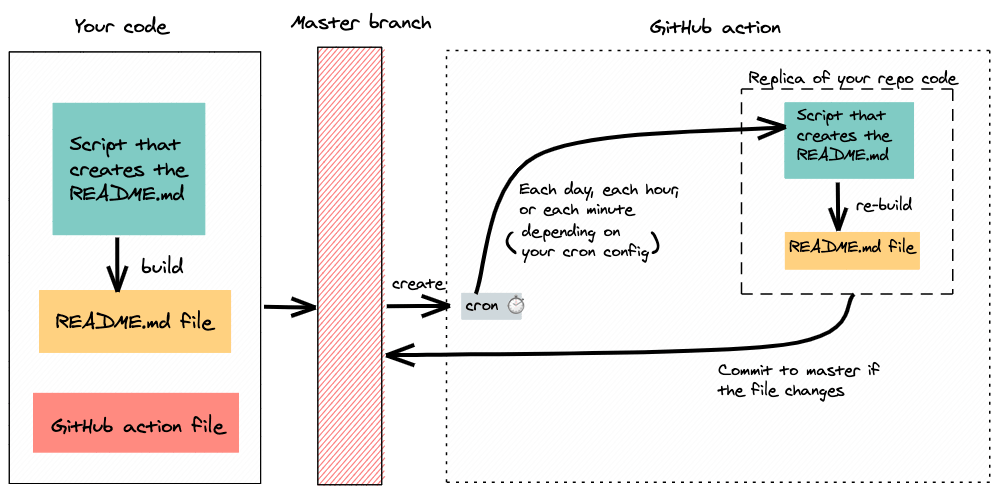 Your code
Script that
creates the
README.md
build
README.md file
GitHub action file
Master branch
create
GitHub action
cron
Each day, each hour,
or each minute
(depending on
your cron config)
Replica of your repo code
Script that
creates the
README.md
re-build
README.md file
Commit to master if
the file changes